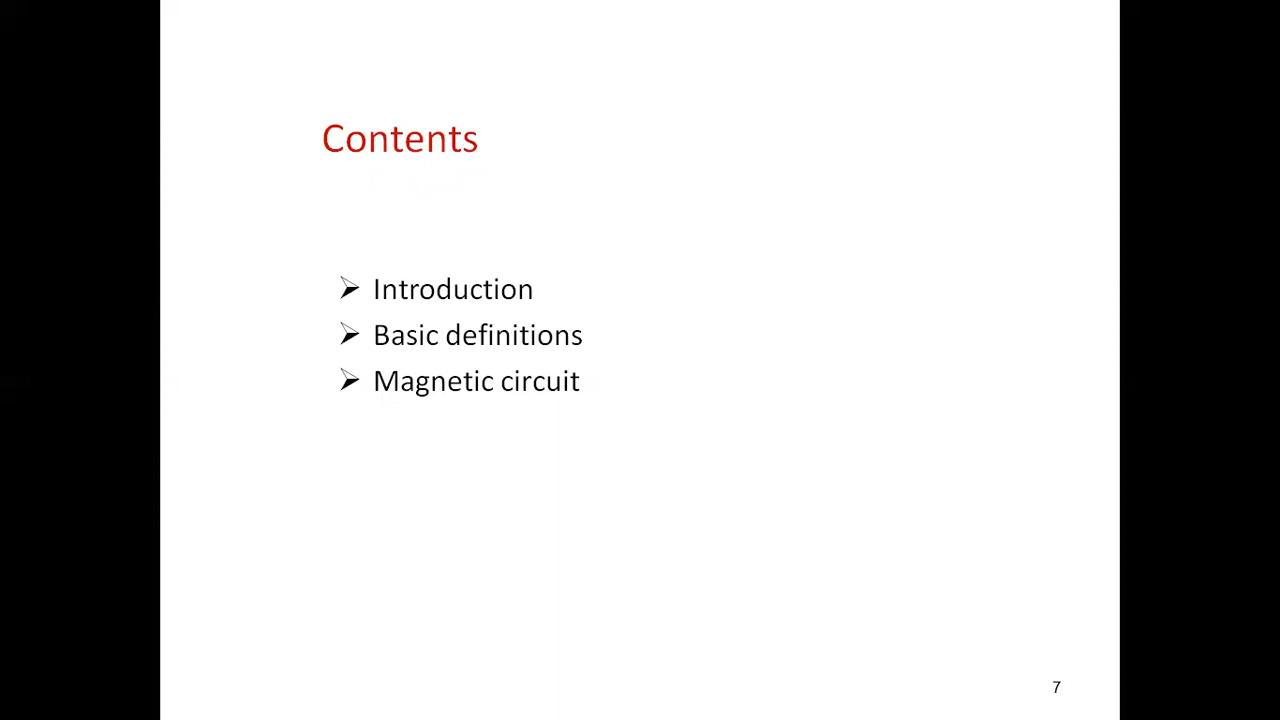 Contents
➢ Introduction
➢ Basic definitions
➢ Magnetic circuit
7